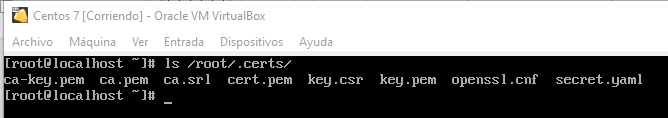 Centos 7 [Corriendo] - Oracle VM VirtualBox
Archivo Máquina Ver Entrada Dispositivos Ayuda
[root@localhost ~]# ls /root/.certs/
ca-key.pem ca.pem ca.srl cert.pem key.csr key.pem openssl.cnf secret.yaml
[root@localhost ~]# _